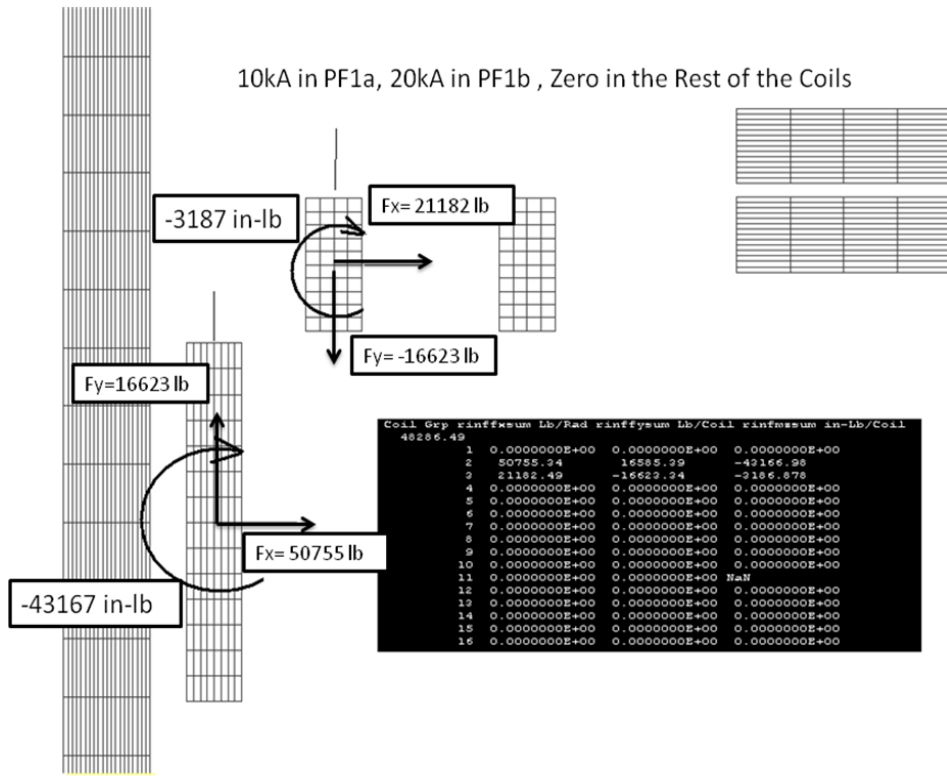 10kA in PF1a, 20kA in PF1b , Zero in the Rest of the Coils
-3187 in-lb
Fx= 21182 lb
Fy= -16623 lb
Fy=16623 lb
Fx= 50755 lb
-43167 in-lb
Coil Grp rinffxsum Lb/Rad rinffysum Lb/Coil rinfmzsum in-Lb/Coil
48286.49
1 0.0000000E+00 0.0000000E+00 0.0000000E+00
2 50755.34 16585.39 -43166.98
3 21182.49 -16623.34 -3186.878
4 0.0000000E+00 0.0000000E+00 0.0000000E+00
5 0.0000000E+00 0.0000000E+00 0.0000000E+00
6 0.0000000E+00 0.0000000E+00 0.0000000E+00
7 0.0000000E+00 0.0000000E+00 0.0000000E+00
8 0.0000000E+00 0.0000000E+00 0.0000000E+00
9 0.0000000E+00 0.0000000E+00 0.0000000E+00
10 0.0000000E+00 0.0000000E+00 0.0000000E+00
11 0.0000000E+00 0.0000000E+00 NaN
12 0.0000000E+00 0.0000000E+00 0.0000000E+00
13 0.0000000E+00 0.0000000E+00 0.0000000E+00
14 0.0000000E+00 0.0000000E+00 0.0000000E+00
15 0.0000000E+00 0.0000000E+00 0.0000000E+00
16 0.0000000E+00 0.0000000E+00 0.0000000E+00